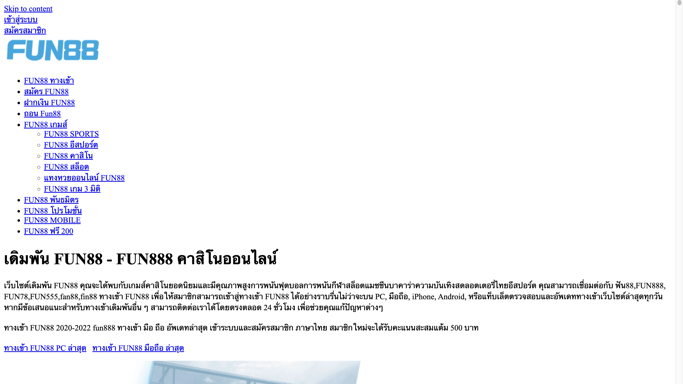 Skip to content
เข้าสู่ระบบ
สมัครสมาชิก
FUN88
FUN88 ทางเข้า
สมัคร FUN88
ฝากเงิน FUN88
ถอน Fun88
FUN88 เกมส์
FUN88 SPORTS
FUN88 อีสปอร์ต
FUN88 คาสิโน
FUN88 สล็อต
แทงหวยออนไลน์ FUN88
FUN88 เกม 3 มิติ
FUN88 พันธมิตร
FUN88 โปรโมชั่น
FUN88 MOBILE
FUN88 ฟรี 200
เดิมพัน FUN88 - FUN888 คาสิโนออนไลน์
เว็บไซต์เดิมพัน FUN88 คุณจะได้พบกับเกมส์คาสิโนยอดนิยมและมีคุณภาพสูงการพนันฟุตบอลการพนันกีฬาสล็อตแมชชีนบาคาร่าความบันเทิงสดลอตเตอรี่ไทยอีสปอร์ต คุณสามารถเชื่อมต่อกับ ฟัน88,FUN888,
FUN78,FUN555,fan88,fin88 ทางเข้า FUN88 เพื่อให้สมาชิกสามารถเข้าสู่ทางเข้า FUN88 ได้อย่างราบรื่นไม่ว่าจะบน PC, มือถือ, iPhone, Android, หรือแท็บเล็ตตรวจสอบและอัพเดททางเข้าเว็บไซต์ล่าสุดทุกวัน
หากมีข้อเสนอแนะสำหรับทางเข้าเดิมพันอื่น ๆ สามารถติดต่อเราได้โดยตรงตลอด 24 ชั่วโมง เพื่อช่วยคุณแก้ปัญหาต่างๆ
ทางเข้า FUN88 2020-2022 fun888 ทางเข้า มือ ถือ อัพเดทล่าสุด เข้าระบบและสมัครสมาชิก ภาษาไทย สมาชิกใหม่จะได้รับคะแนนสะสมแต้ม 500 บาท
ทางเข้า FUN88 PC ล่าสุด ทางเข้า FUN88 มือถือ ล่าสุด